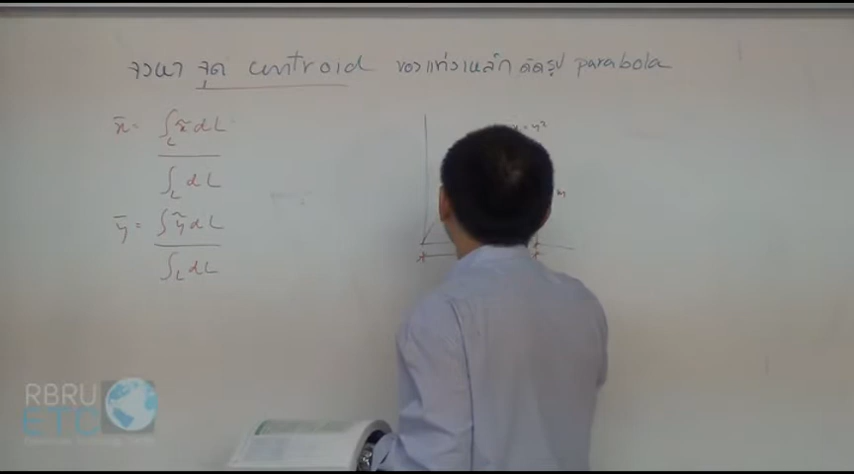 จงหา จุด centroid ของแท่งเหล็ก ดัดรูป parabola
x̄ = ∫L x̃ dL
∫L dL
ȳ = ∫ ỹ dL
∫L dL
RBRU
ETC